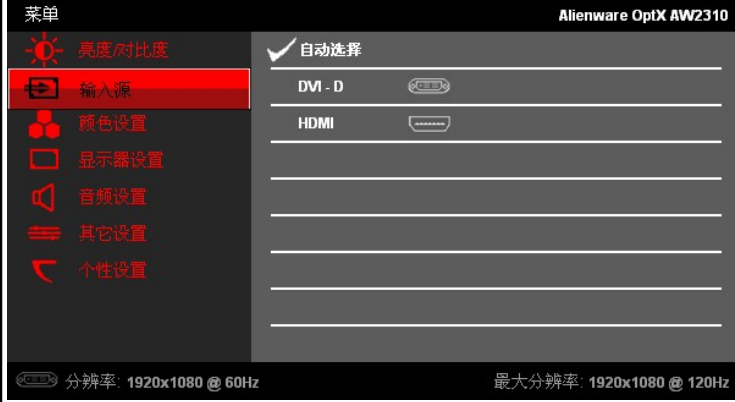 菜单 Alienware OptX AW2310
亮度/对比度
自动选择
输入源
DVI - D
颜色设置
HDMI
显示器设置
音频设置
其它设置
个性设置
分辨率: 1920x1080 @ 60Hz 最大分辨率: 1920x1080 @ 120Hz